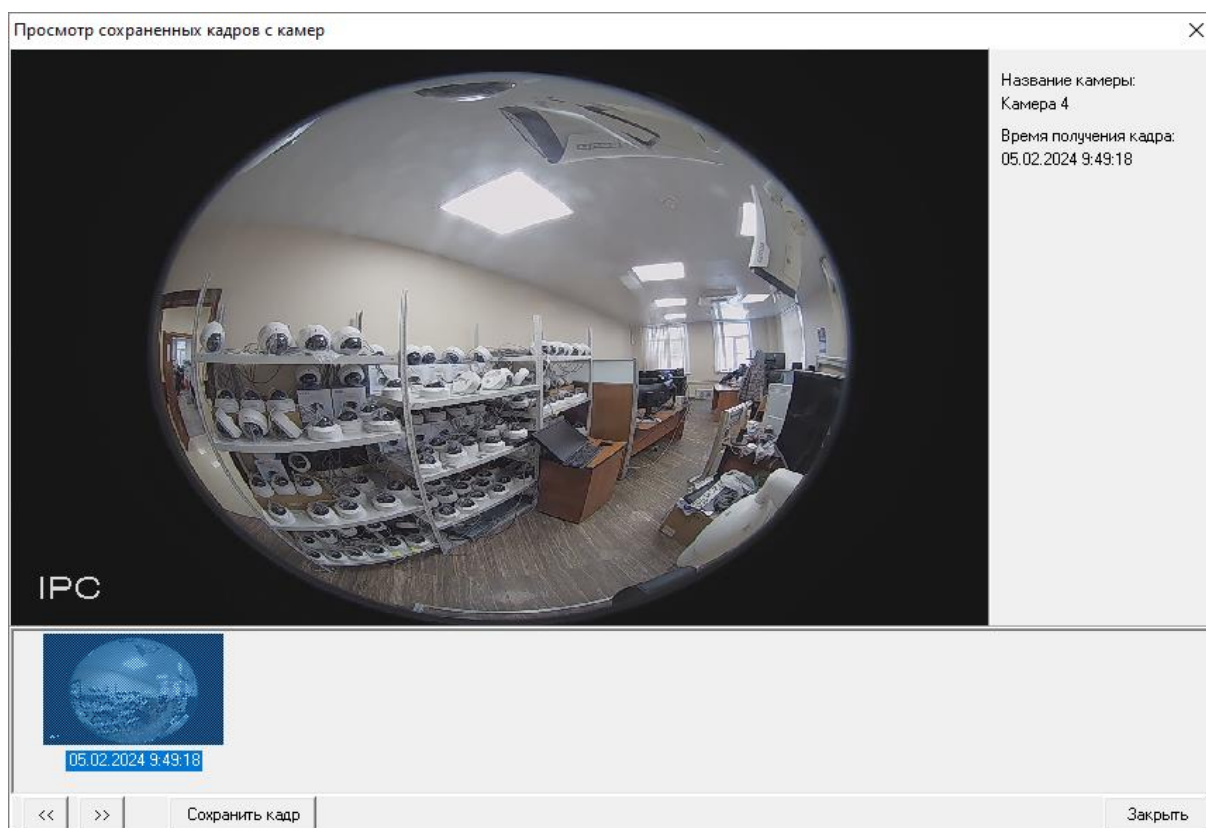 Просмотр сохраненных кадров с камер
Название камеры:
Камера 4
Время получения кадра:
05.02.2024 9:49:18
IPC
05.02.2024 9:49:18
<<
>>
Сохранить кадр
Закрыть